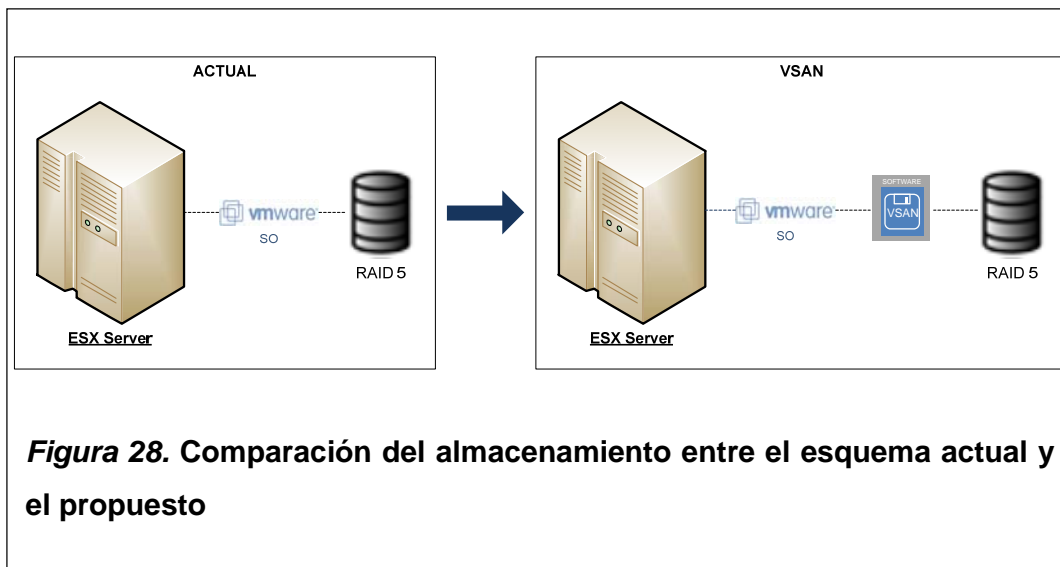 ACTUAL
vmware
SO
RAID 5
ESX Server
VSAN
vmware
SO
SOFTWARE
VSAN
RAID 5
ESX Server
Figura 28. Comparación del almacenamiento entre el esquema actual y
el propuesto